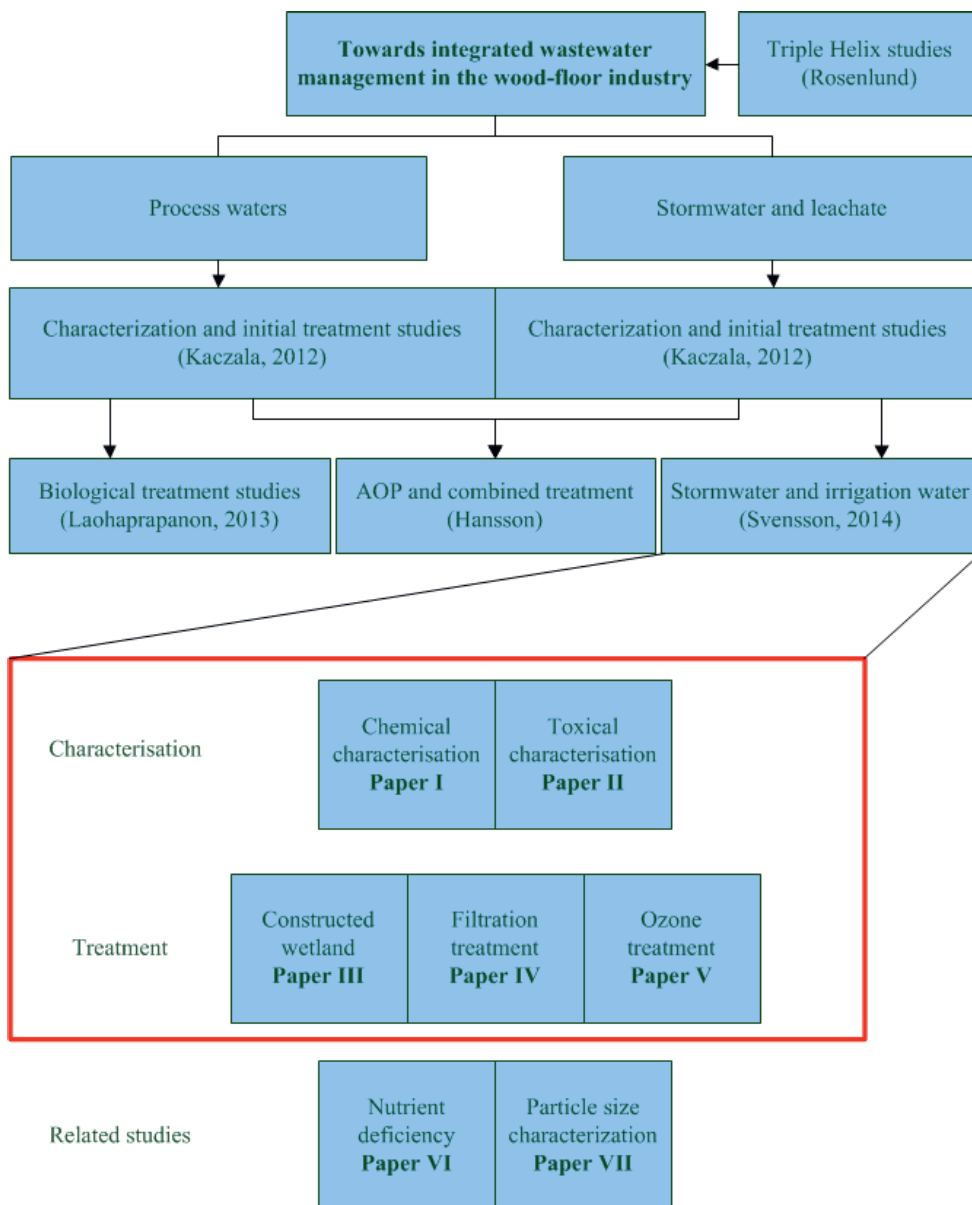 Towards integrated wastewater
management in the wood-floor industry
Triple Helix studies
(Rosenlund)
Process waters
Stormwater and leachate
Characterization and initial treatment studies
(Kaczala, 2012)
Characterization and initial treatment studies
(Kaczala, 2012)
Biological treatment studies
(Laohaprapanon, 2013)
AOP and combined treatment
(Hansson)
Stormwater and irrigation water
(Svensson, 2014)
Characterisation
Chemical
characterisation
Paper I
Toxical
characterisation
Paper II
Treatment
Constructed
wetland
Paper III
Filtration
treatment
Paper IV
Ozone
treatment
Paper V
Related studies
Nutrient
deficiency
Paper VI
Particle size
characterization
Paper VII